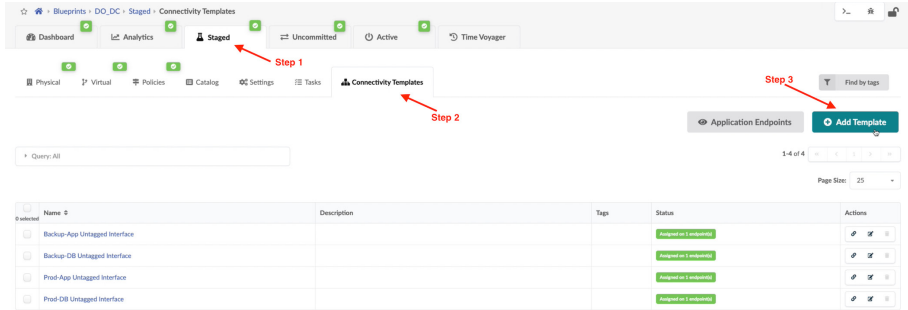 Blueprints › DO_DC › Staged › Connectivity Templates
Dashboard Analytics Staged Uncommitted Active Time Voyager
Step 1
Physical Virtual Policies Catalog Settings Tasks Connectivity Templates Find by tags
Step 3
Step 2
Application Endpoints Add Template
Query: All 1-4 of 4
Page Size: 25
0 selected Name Description Tags Status Actions
Backup-App Untagged Interface Assigned on 1 endpoint(s)
Backup-DB Untagged Interface Assigned on 1 endpoint(s)
Prod-App Untagged Interface Assigned on 1 endpoint(s)
Prod-DB Untagged Interface Assigned on 1 endpoint(s)